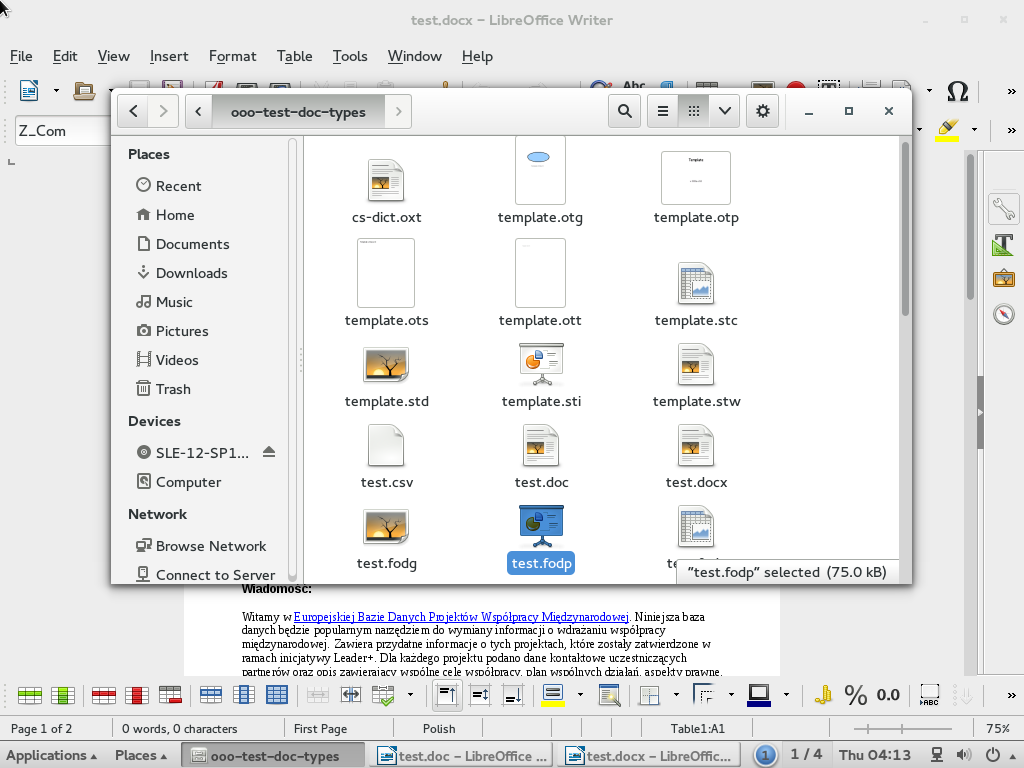 test.docx – LibreOffice Writer
File Edit View Insert Format Table Tools Window Help
Z_Com
ooo-test-doc-types
Places
Recent
Home
Documents
Downloads
Music
Pictures
Videos
Trash
Devices
SLE-12-SP1...
Computer
Network
Browse Network
Connect to Server
cs-dict.oxt template.otg template.otp
template.ots template.ott template.stc
template.std template.sti template.stw
test.csv test.doc test.docx
test.fodg test.fodp
"test.fodp" selected (75.0 kB)
Wiadomość:
Witamy w Europejskiej Bazie Danych Projektów Współpracy Międzynarodowej. Niniejsza baza
danych będzie popularnym narzędziem do wymiany informacji o wdrażaniu współpracy
międzynarodowej. Zawiera przydatne informacje o tych projektach, które zostały zatwierdzone w
ramach inicjatywy Leader+. Dla każdego projektu podano dane kontaktowe uczestniczących
partnerów oraz opis zawierający wspólne cele współpracy, plan wspólnych działań, aspekty prawne,
% 0.0 ABC
Page 1 of 2 0 words, 0 characters First Page Polish Table1:A1 75%
Applications Places ooo-test-doc-types test.doc – LibreOffice ... test.docx – LibreOffic... 1 1 / 4 Thu 04:13